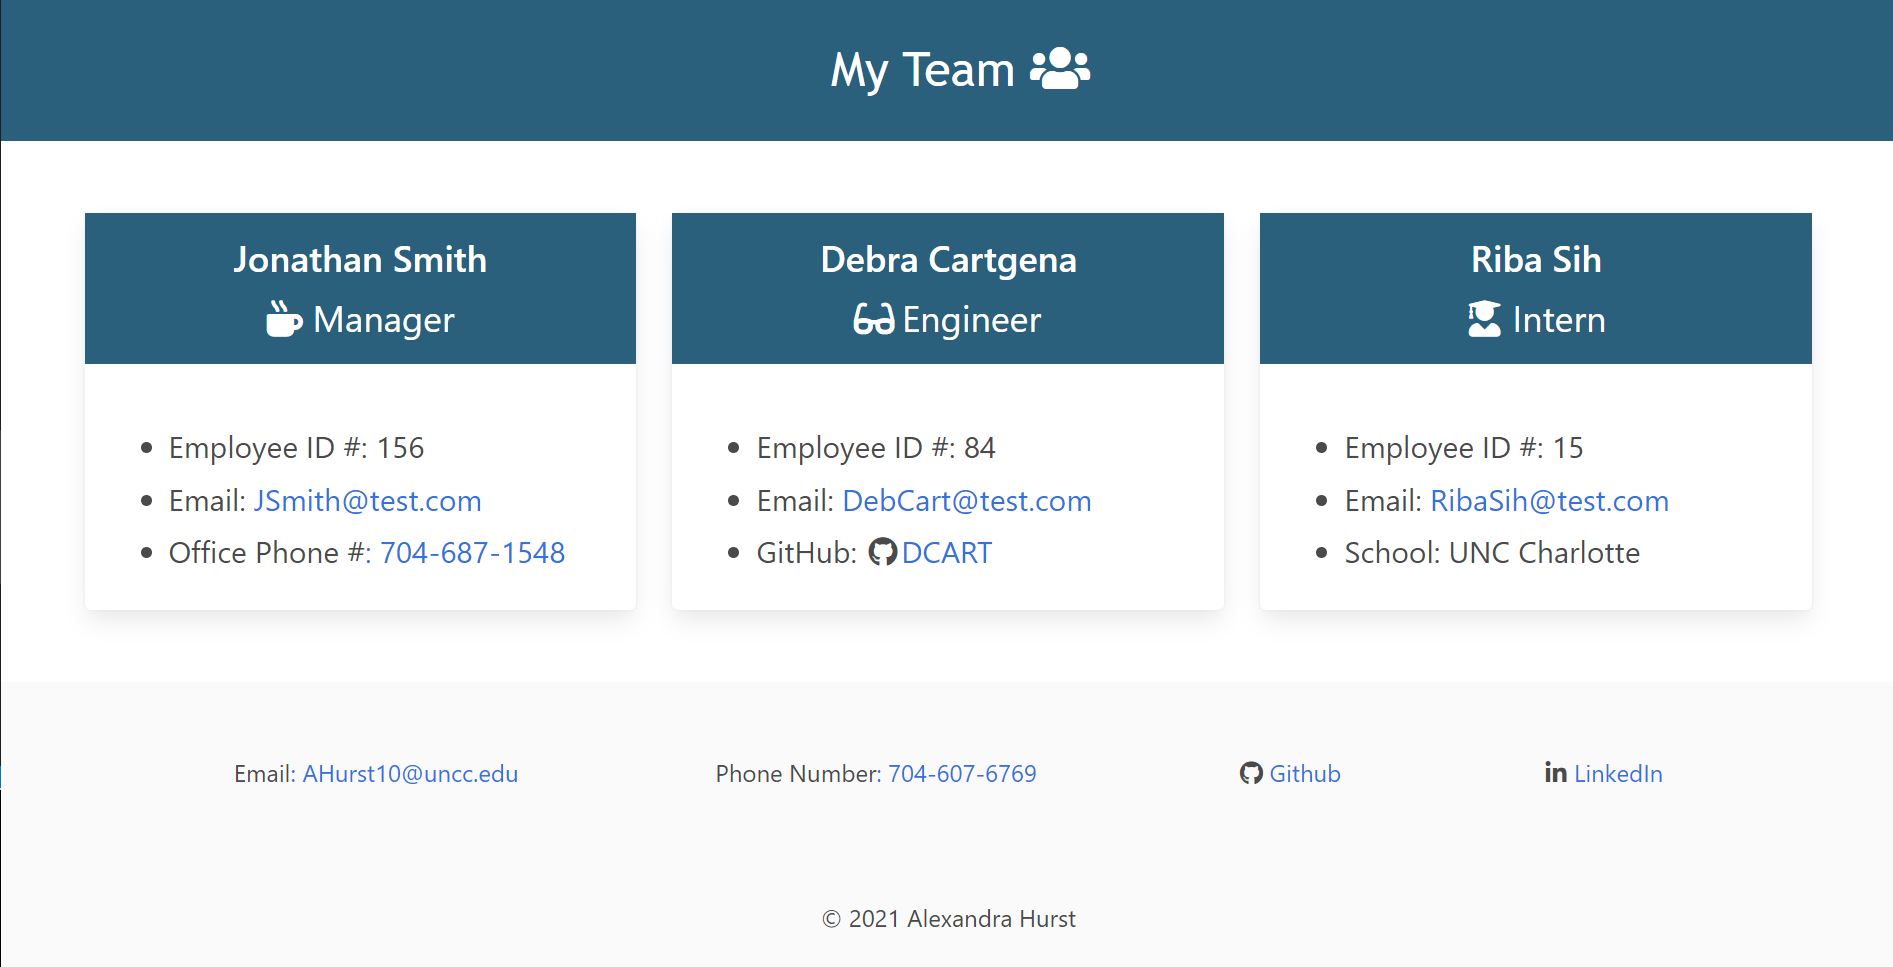 My Team
Jonathan Smith
Manager
Employee ID #: 156
Email: JSmith@test.com
Office Phone #: 704-687-1548
Debra Cartgena
Engineer
Employee ID #: 84
Email: DebCart@test.com
GitHub: DCART
Riba Sih
Intern
Employee ID #: 15
Email: RibaSih@test.com
School: UNC Charlotte
Email: AHurst10@uncc.edu
Phone Number: 704-607-6769
Github
LinkedIn
© 2021 Alexandra Hurst